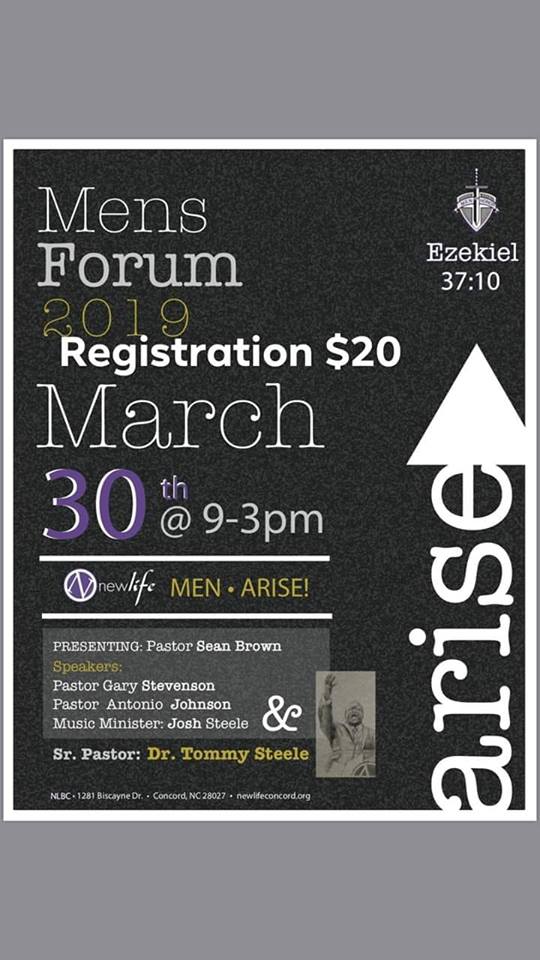 Mens
Forum
2019
Registration $20
March
30th
@ 9-3pm
newlife MEN • ARISE!
PRESENTING: Pastor Sean Brown
Speakers:
Pastor Gary Stevenson
Pastor Antonio Johnson
Music Minister: Josh Steele
&
Sr. Pastor: Dr. Tommy Steele
NLBC • 1281 Biscayne Dr. • Concord, NC 28027 • newlifeconcord.org
Ezekiel
37:10
arise